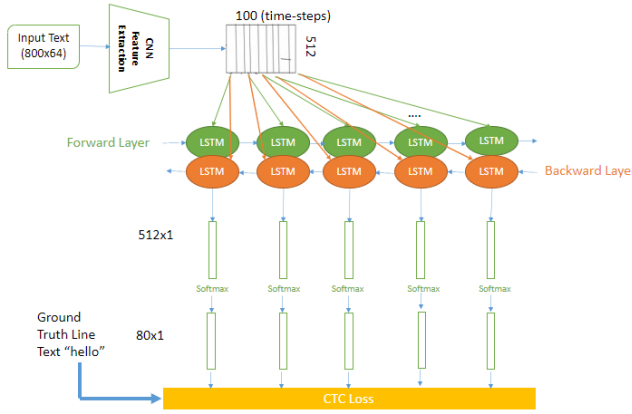 100 (time-steps)
Input Text
(800x64)
CNN
Feature
Extraction
512
....
Forward Layer
LSTM LSTM LSTM LSTM LSTM
LSTM LSTM LSTM LSTM LSTM
Backward Laye
512x1
Softmax Softmax Softmax Softmax Softmax
Ground
Truth Line
Text “hello”
80x1
CTC Loss